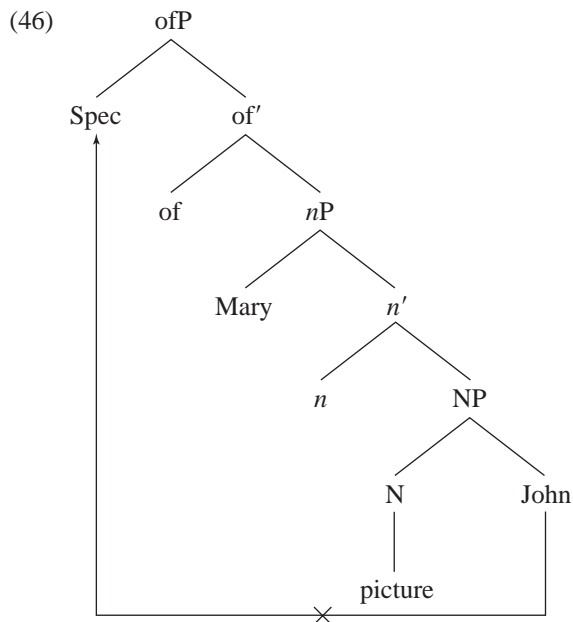 (46) ofP
Spec of′
of nP
Mary n′
n NP
N John
picture